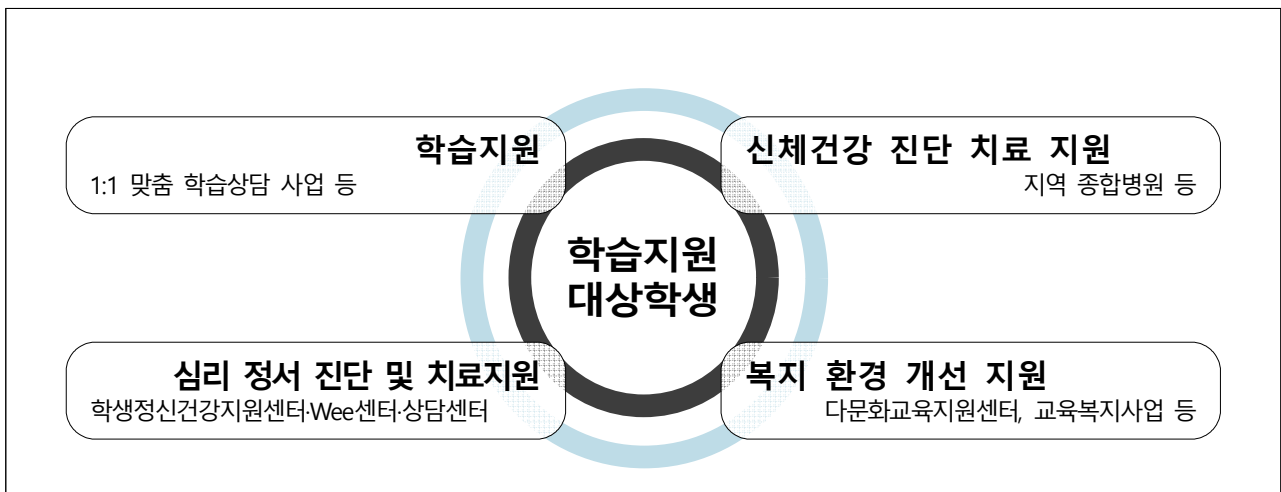 학습지원
1:1 맞춤 학습상담 사업 등
신체건강 진단 치료 지원
지역 종합병원 등
학습지원
대상학생
심리 정서 진단 및 치료지원
학생정신건강지원센터·Wee센터·상담센터
복지 환경 개선 지원
다문화교육지원센터, 교육복지사업 등